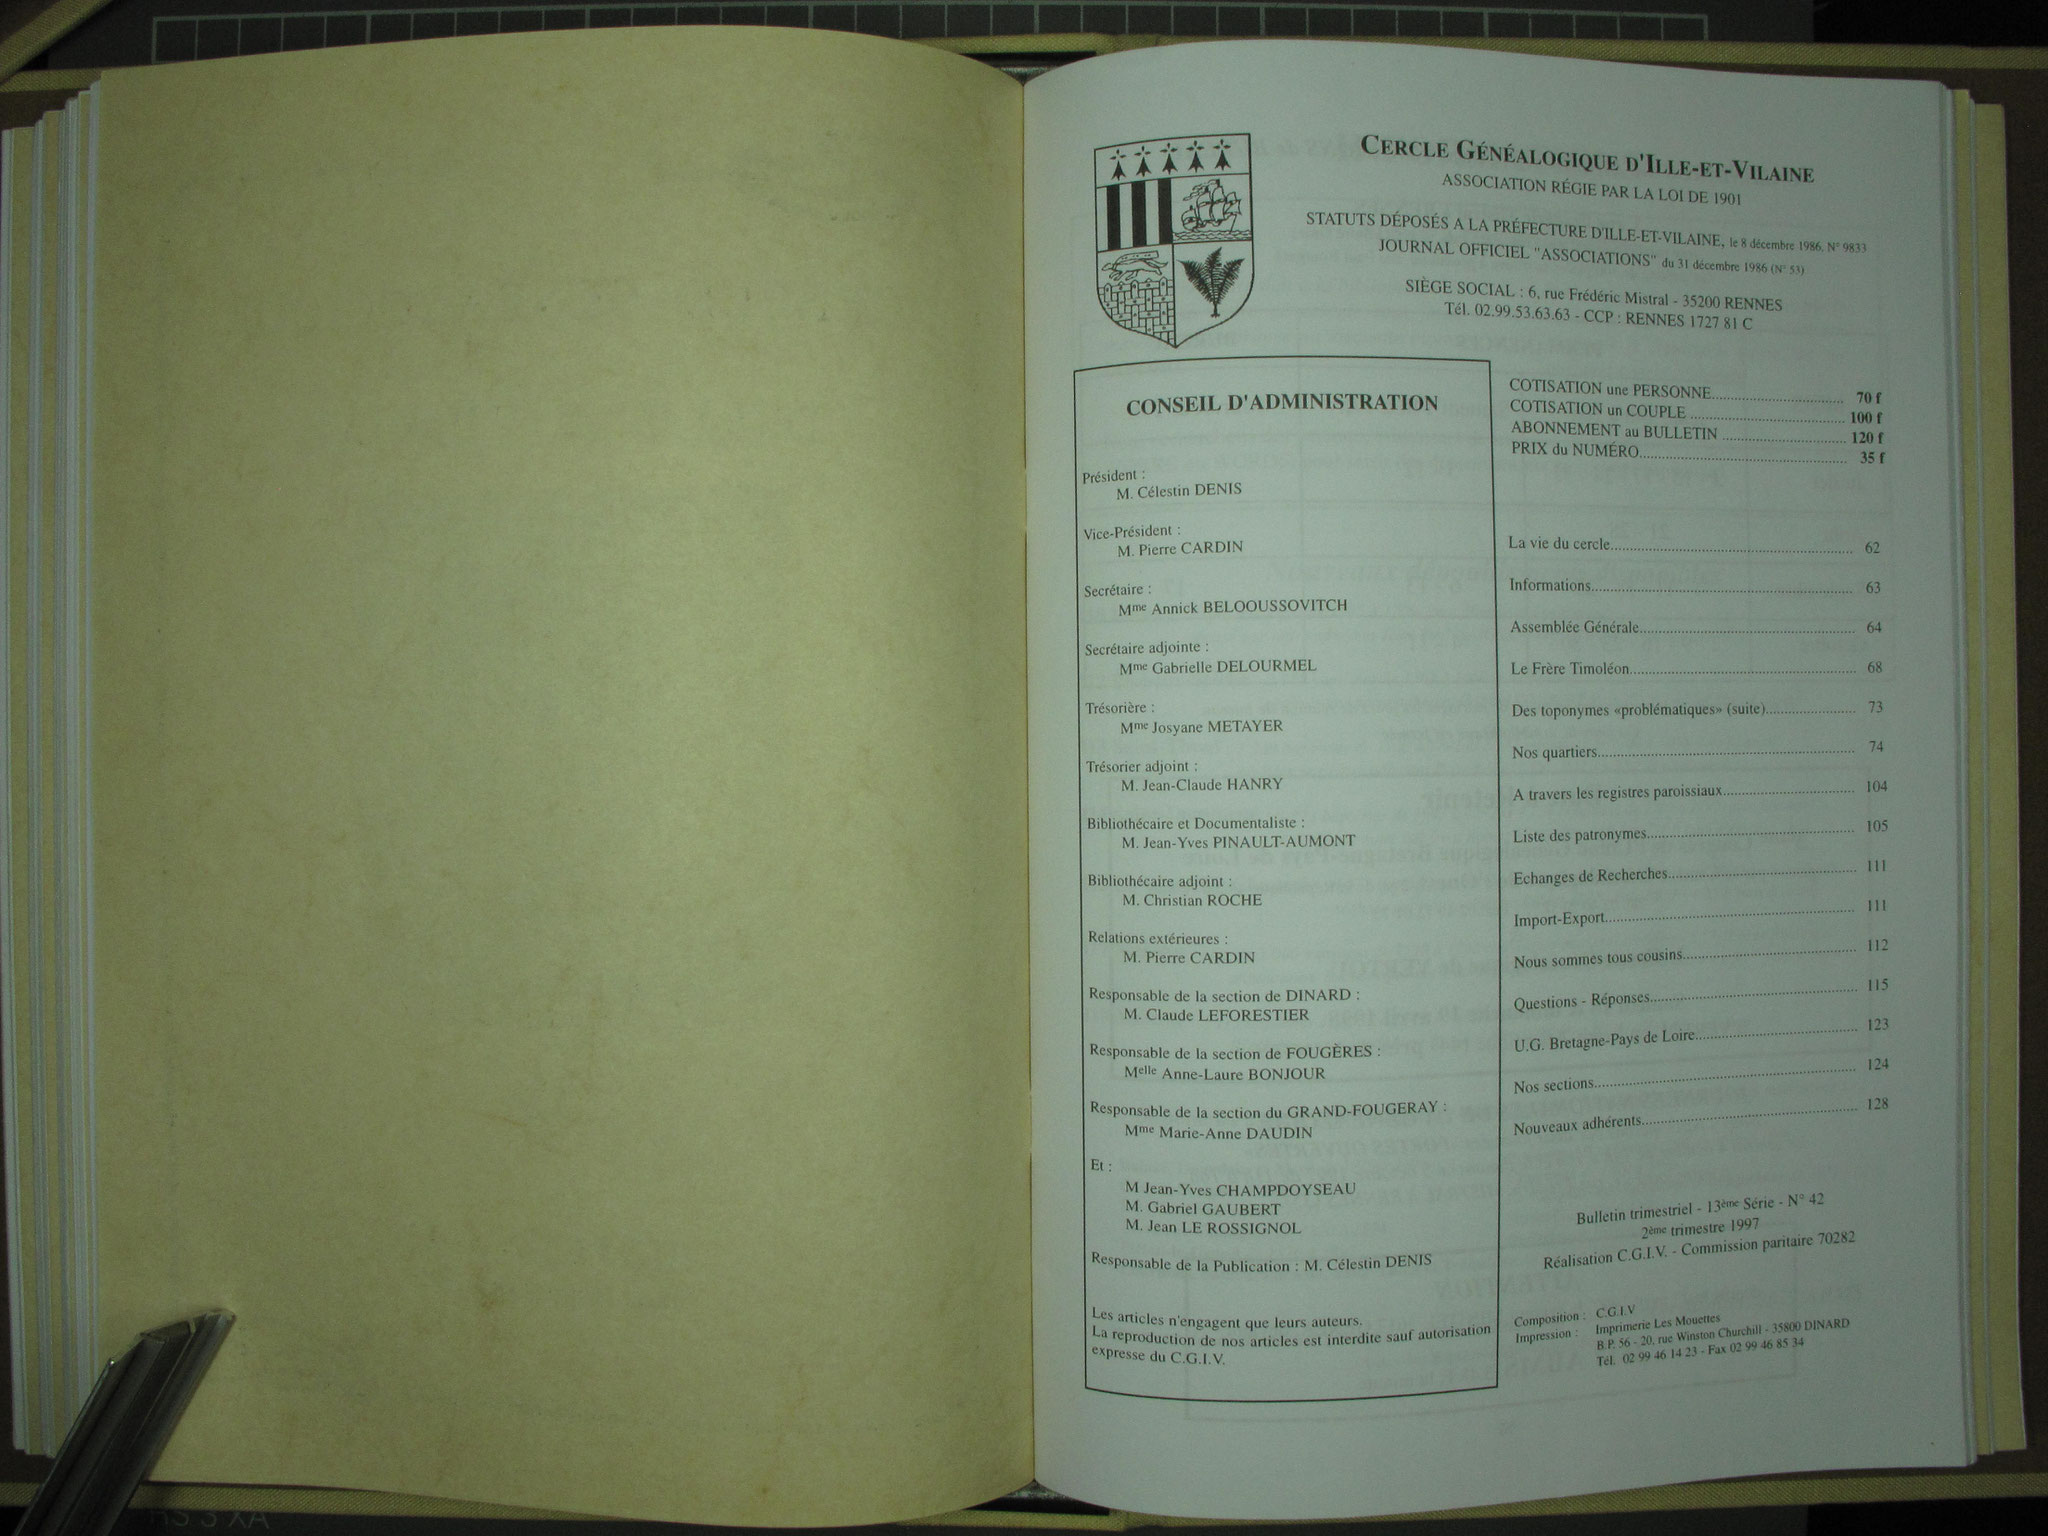 CERCLE GÉNÉALOGIQUE D'ILLE-ET-VILAINE
ASSOCIATION RÉGIE PAR LA LOI DE 1901
STATUTS DÉPOSÉS A LA PRÉFECTURE D'ILLE-ET-VILAINE, le 8 décembre 1986. N° 9833
JOURNAL OFFICIEL "ASSOCIATIONS" du 31 décembre 1986 (N° 53)
SIÈGE SOCIAL : 6, rue Frédéric Mistral - 35200 RENNES
Tél. 02.99.53.63.63 - CCP : RENNES 1727 81 C
CONSEIL D'ADMINISTRATION
Président :
M. Célestin DENIS
Vice-Président :
M. Pierre CARDIN
Secrétaire :
Mme Annick BELOOUSSOVITCH
Secrétaire adjointe :
Mme Gabrielle DELOURMEL
Trésorière :
Mme Josyane METAYER
Trésorier adjoint :
M. Jean-Claude HANRY
Bibliothécaire et Documentaliste :
M. Jean-Yves PINAULT-AUMONT
Bibliothécaire adjoint :
M. Christian ROCHE
Relations extérieures :
M. Pierre CARDIN
Responsable de la section de DINARD :
M. Claude LEFORESTIER
Responsable de la section de FOUGÈRES :
Melle Anne-Laure BONJOUR
Responsable de la section du GRAND-FOUGERAY :
Mme Marie-Anne DAUDIN
Et :
M Jean-Yves CHAMPDOYSEAU
M. Gabriel GAUBERT
M. Jean LE ROSSIGNOL
Responsable de la Publication : M. Célestin DENIS
Les articles n'engagent que leurs auteurs.
La reproduction de nos articles est interdite sauf autorisation
expresse du C.G.I.V.
COTISATION une PERSONNE........ 70 f
COTISATION un COUPLE ........ 100 f
ABONNEMENT au BULLETIN ........ 120 f
PRIX du NUMÉRO........ 35 f
La vie du cercle........ 62
Informations........ 63
Assemblée Générale........ 64
Le Frère Timoléon........ 68
Des toponymes «problématiques» (suite)........ 73
Nos quartiers........ 74
A travers les registres paroissiaux........ 104
Liste des patronymes........ 105
Echanges de Recherches........ 111
Import-Export........ 111
Nous sommes tous cousins........ 112
Questions - Réponses........ 115
U.G. Bretagne-Pays de Loire........ 123
Nos sections........ 124
Nouveaux adhérents........ 128
Bulletin trimestriel - 13ème Série - N° 42
2ème trimestre 1997
Réalisation C.G.I.V. - Commission paritaire 70282
Composition : C.G.I.V
Impression : Imprimerie Les Mouettes
B.P. 56 - 20, rue Winston Churchill - 35800 DINARD
Tél. 02 99 46 14 23 - Fax 02 99 46 85 34